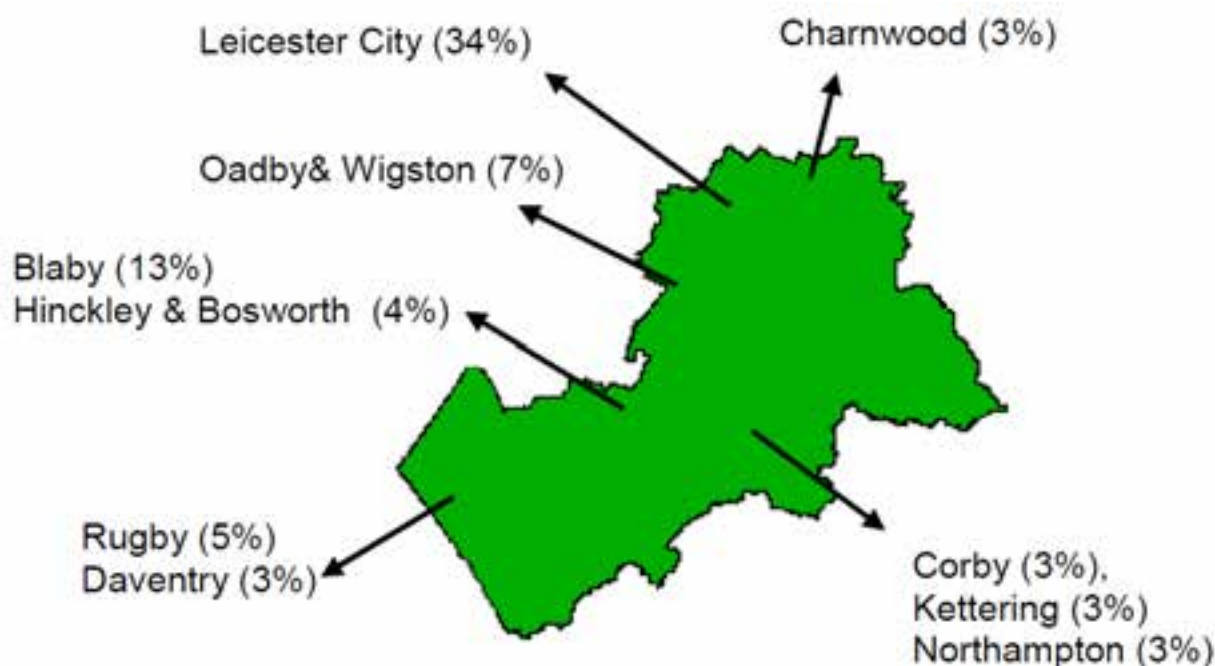 Leicester City (34%)
Charnwood (3%)
Oadby& Wigston (7%)
Blaby (13%)
Hinckley & Bosworth (4%)
Rugby (5%)
Daventry (3%)
Corby (3%),
Kettering (3%)
Northampton (3%)